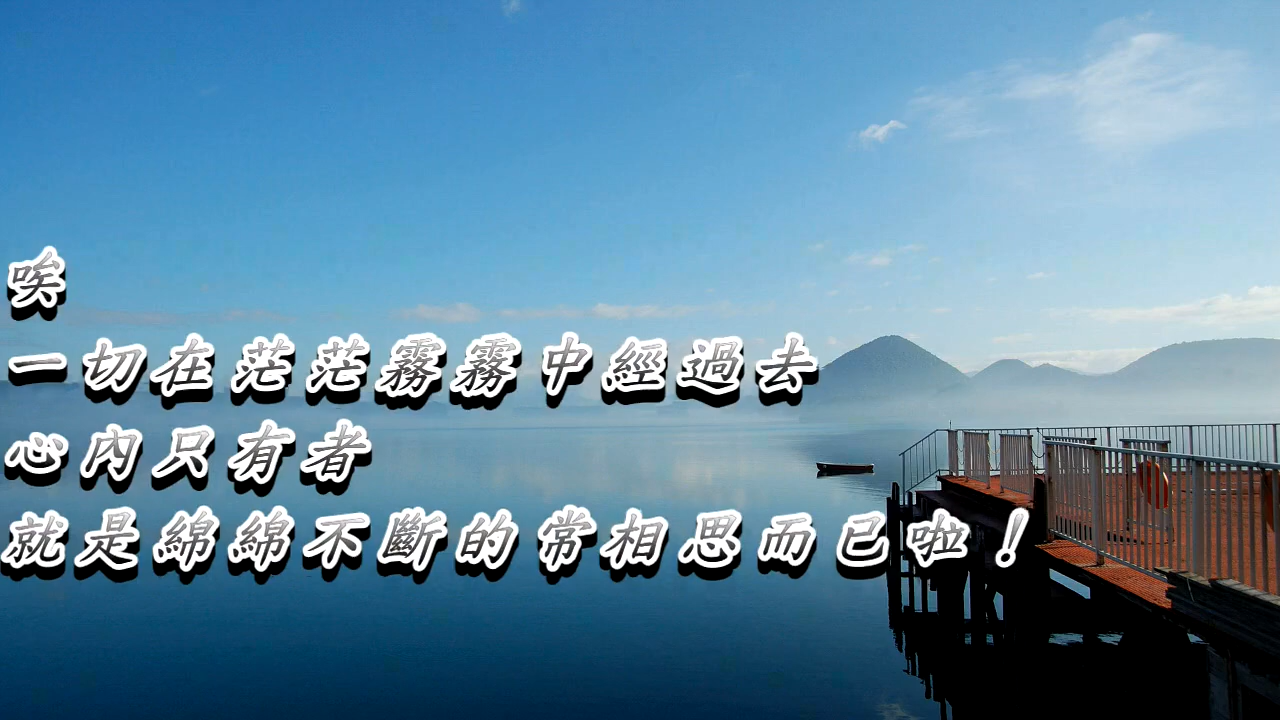 唉
一切在茫茫霧霧中經過去
心內只有者
就是綿綿不斷的常相思而已啦！